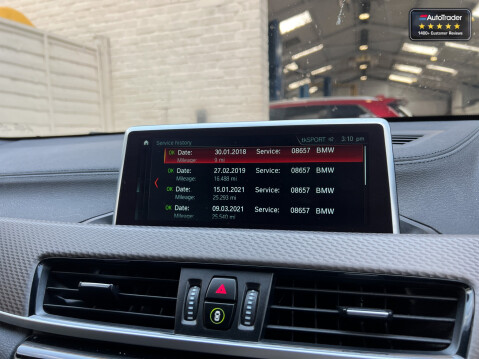 AutoTrader
1400+ Customer Reviews
Service history
SPORT 3:10 pm
OK Date: 30.01.2018 Service: 08657 BMW
Mileage: 9 mi
OK Date: 27.02.2019 Service: 08657 BMW
Mileage: 16.488 mi
OK Date: 15.01.2021 Service: 08657 BMW
Mileage: 25.293 mi
OK Date: 09.03.2021 Service: 08657 BMW
Mileage: 25.540 mi